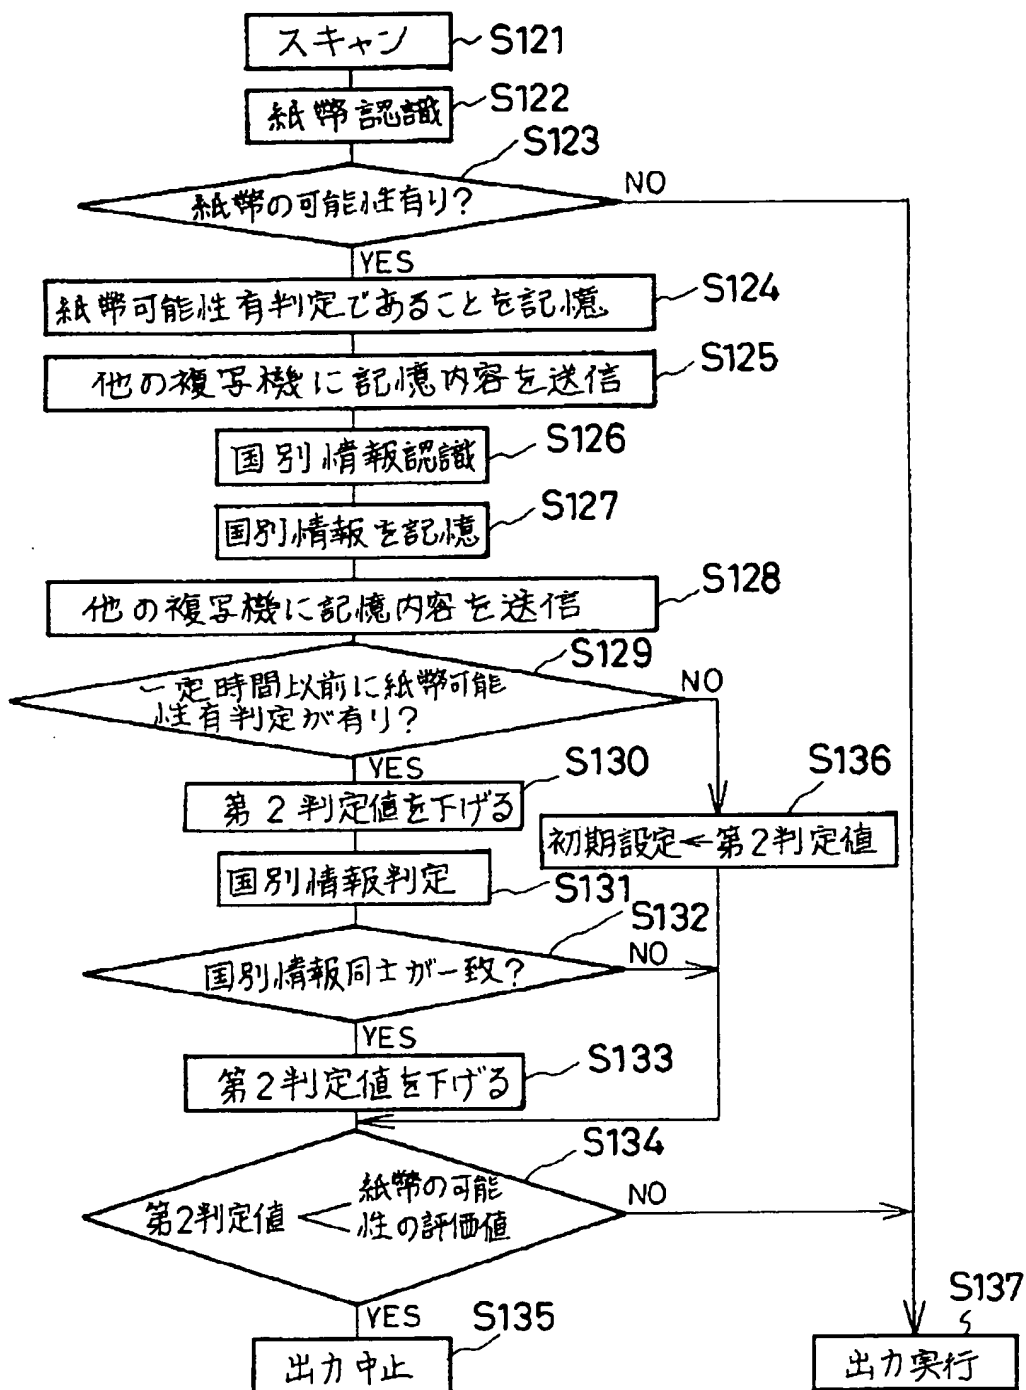 スキャン
S121
紙幣認識
S122
S123
紙幣の可能性有り?
NO
YES
紙幣可能性有判定であることを記憶
S124
他の複写機に記憶内容を送信
S125
国別情報認識
S126
国別情報を記憶
S127
他の複写機に記憶内容を送信
S128
S129
一定時間以前に紙幣可能
性有判定が有り?
NO
YES
第2判定値を下げる
S130
S136
初期設定←第2判定値
国別情報判定
S131
S132
国別情報同士が一致?
NO
YES
第2判定値を下げる
S133
S134
第2判定値 < 紙幣の可能
性の評価値
NO
YES
S135
出力中止
S137
出力実行